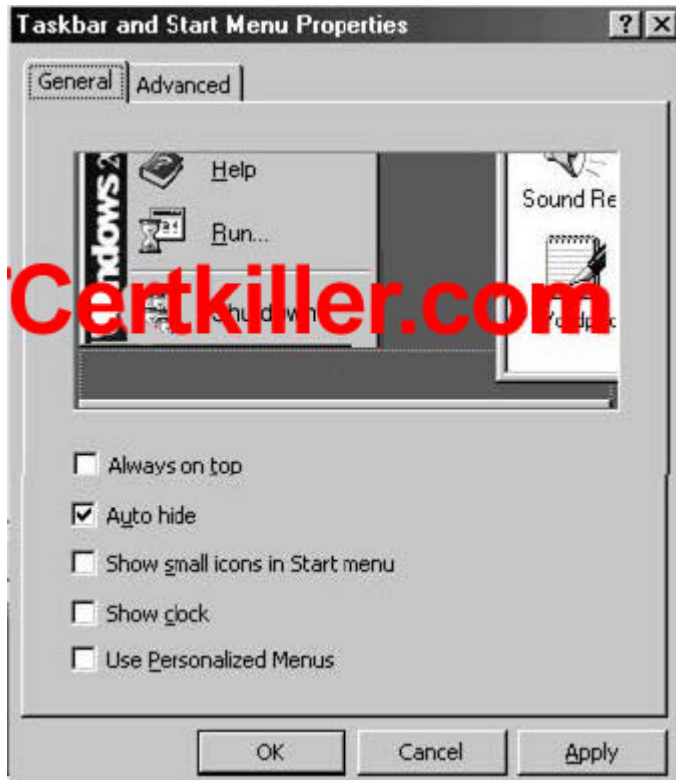 Taskbar and Start Menu Properties
General
Advanced
Help
Run...
Sound Re
Certkiller.com
Always on top
Auto hide
Show small icons in Start menu
Show clock
Use Personalized Menus
OK
Cancel
Apply